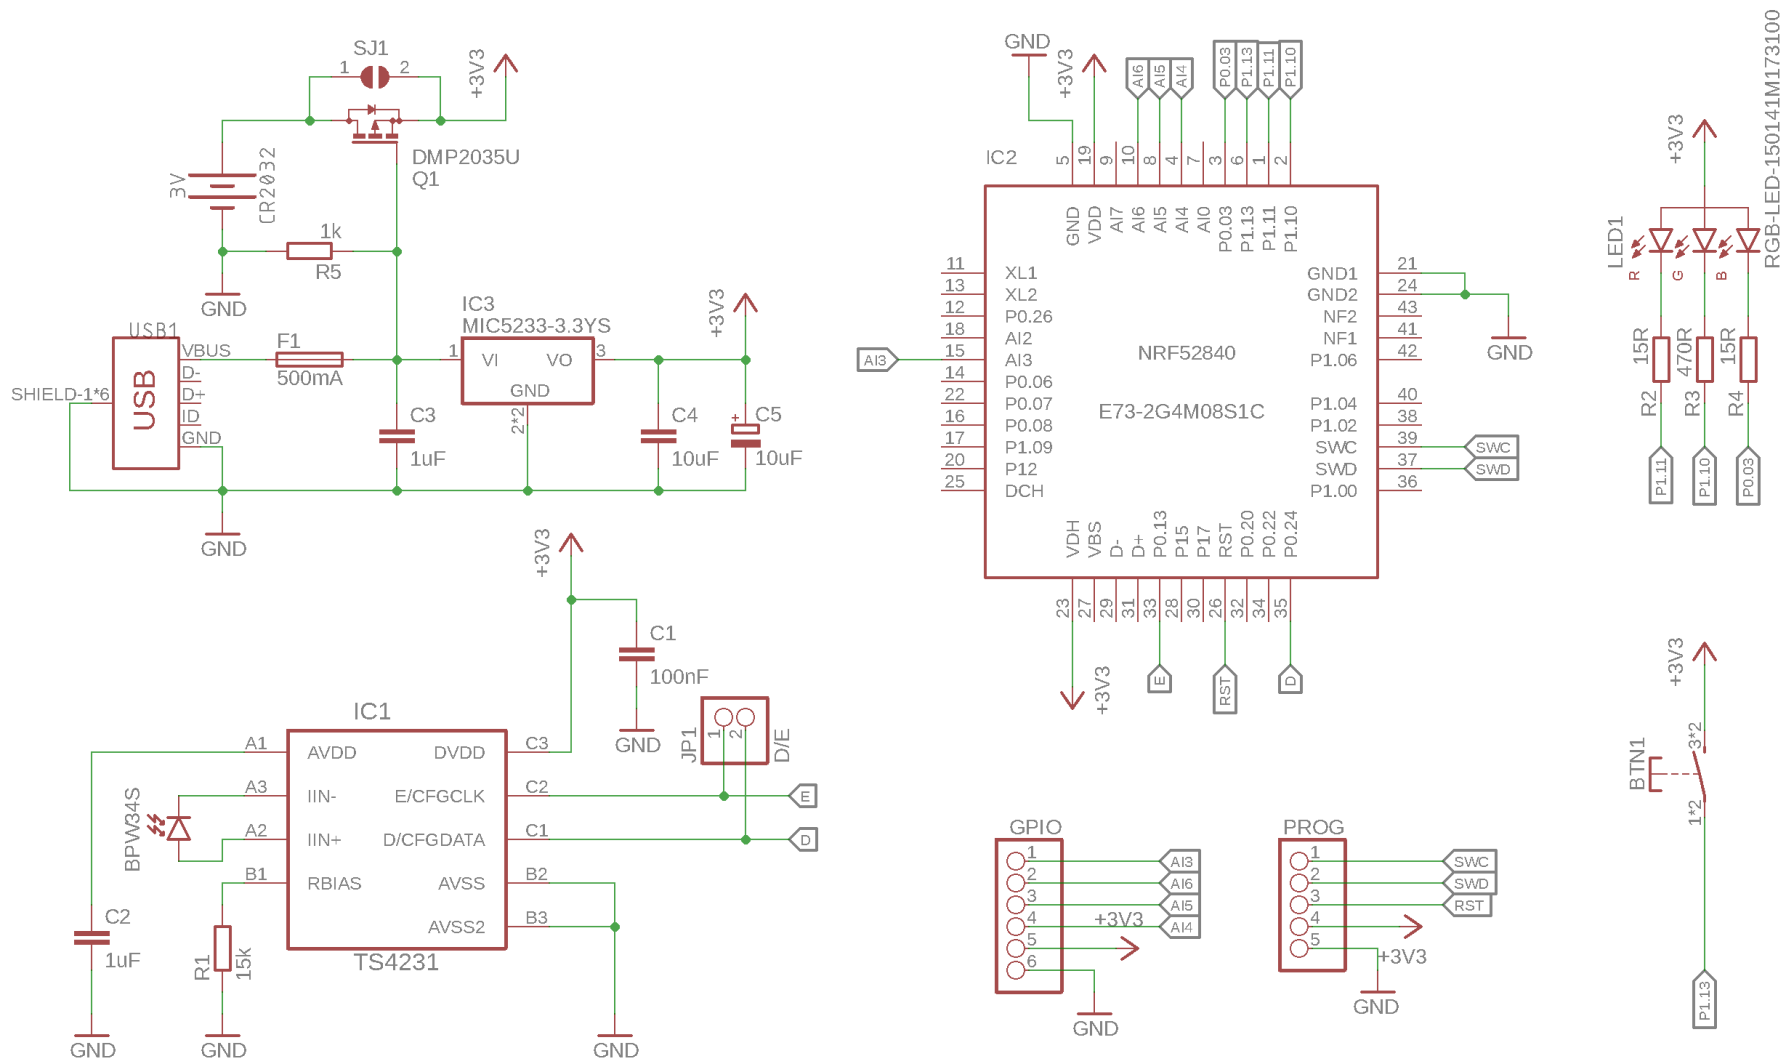 SJ1
1
2
+3V3
DMP2035U
Q1
3V
CR2032
1k
R5
GND
USB1
USB
VBUS
D-
D+
ID
GND
SHIELD-1*6
F1
500mA
IC3
MIC5233-3.3YS
1
VI
VO
3
GND
2*2
+3V3
C3
1uF
C4
10uF
+
C5
10uF
GND
+3V3
C1
100nF
GND
IC1
TS4231
A1
AVDD
A3
IIN-
A2
IIN+
B1
RBIAS
DVDD
C3
E/CFGCLK
C2
D/CFGDATA
C1
AVSS
B2
AVSS2
B3
BPW34S
C2
1uF
R1
15k
GND
GND
GND
JP1
1
2
D/E
E
D
GND
+3V3
AI6
AI5
AI4
P0.03
P1.13
P1.11
P1.10
IC2
5
19
9
10
8
4
7
3
6
1
2
GND
VDD
AI7
AI6
AI5
AI4
AI0
P0.03
P1.13
P1.11
P1.10
11
XL1
13
XL2
12
P0.26
18
AI2
AI3
15
AI3
14
P0.06
22
P0.07
16
P0.08
17
P1.09
20
P12
25
DCH
NRF52840
E73-2G4M08S1C
GND1
21
GND2
24
NF2
43
NF1
41
P1.06
42
P1.04
40
P1.02
38
SWC
39
SWC
SWD
37
SWD
P1.00
36
GND
VDH
VBS
D-
D+
P0.13
P15
P17
RST
P0.20
P0.22
P0.24
23
27
29
31
33
28
30
26
32
34
35
+3V3
E
RST
D
GPIO
1
AI3
2
AI6
3
AI5
4
AI4
+3V3
5
6
GND
PROG
1
SWC
2
SWD
3
RST
4
5
+3V3
GND
+3V3
LED1
RGB-LED-150141M173100
R
G
B
15R
470R
15R
R2
R3
R4
P1.11
P1.10
P0.03
+3V3
BTN1
3*2
1*2
P1.13